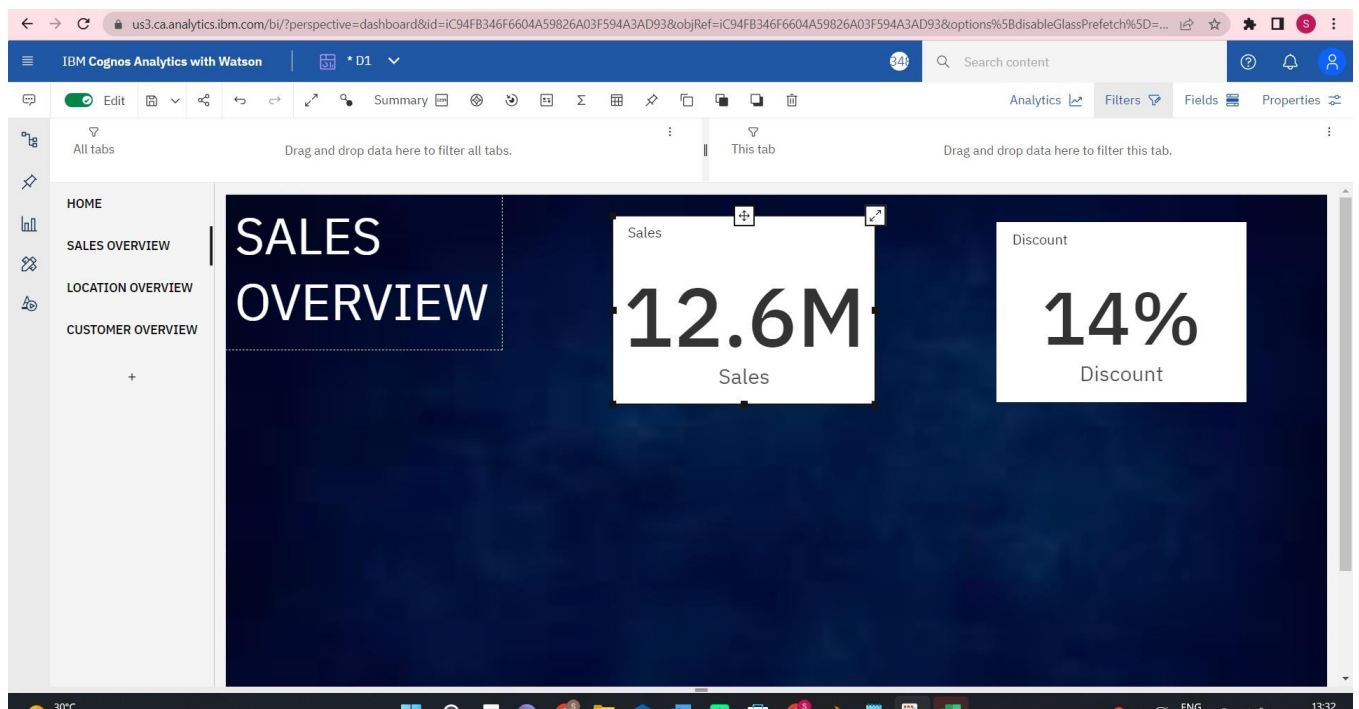 us3.ca.analytics.ibm.com/bi/?perspective=dashboard&id=iC94FB346F6604A59826A03F594A3AD93&objRef=iC94FB346F6604A59826A03F594A3AD93&options%5BdisableGlassPrefetch%5D=...
S
IBM Cognos Analytics with Watson
* D1
348
Search content
Edit
Summary
Analytics
Filters
Fields
Properties
All tabs
Drag and drop data here to filter all tabs.
This tab
Drag and drop data here to filter this tab.
HOME
SALES OVERVIEW
LOCATION OVERVIEW
CUSTOMER OVERVIEW
+
SALES
OVERVIEW
Sales
12.6M
Sales
Discount
14%
Discount
30°C
ENG
13:32